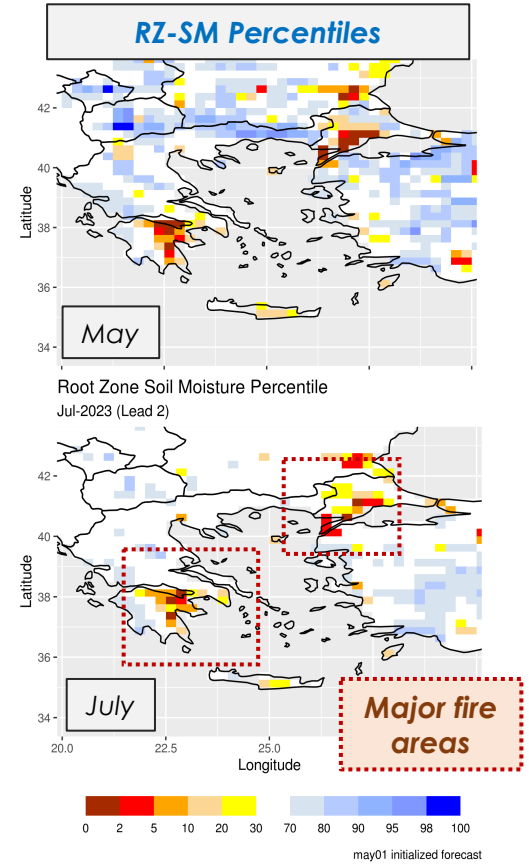 RZ-SM Percentiles
42
40
38
36
34
Latitude
May
Root Zone Soil Moisture Percentile
Jul-2023 (Lead 2)
42
40
38
36
34
Latitude
July
Major fire
areas
20.0 22.5 25.0
Longitude
0 2 5 10 20 30 70 80 90 95 98 100
may01 initialized forecast